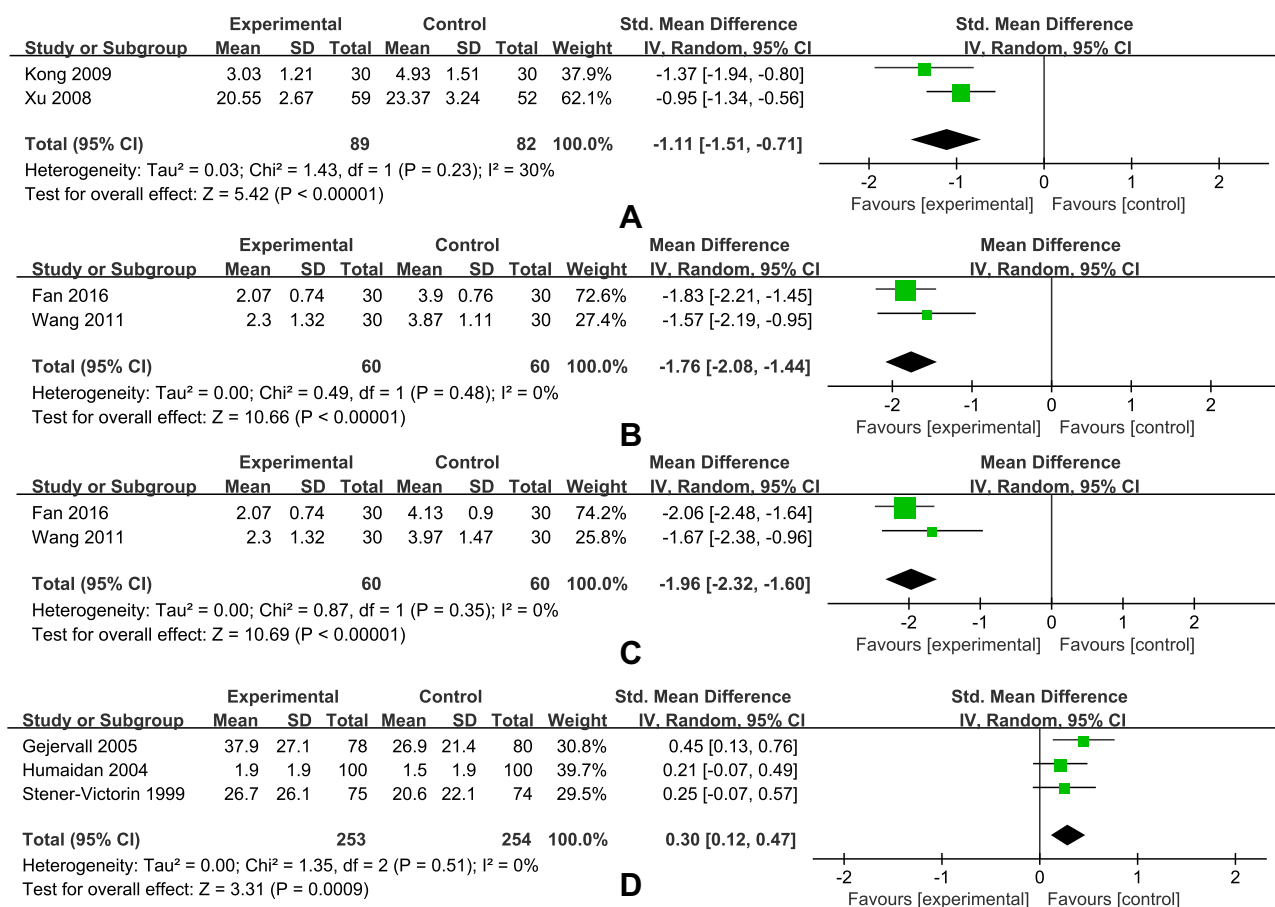 Experimental Control Std. Mean Difference Std. Mean Difference
Study or Subgroup Mean SD Total Mean SD Total Weight IV, Random, 95% CI IV, Random, 95% CI
Kong 2009 3.03 1.21 30 4.93 1.51 30 37.9% -1.37 [-1.94, -0.80]
Xu 2008 20.55 2.67 59 23.37 3.24 52 62.1% -0.95 [-1.34, -0.56]
Total (95% CI) 89 82 100.0% -1.11 [-1.51, -0.71]
Heterogeneity: Tau² = 0.03; Chi² = 1.43, df = 1 (P = 0.23); I² = 30%
Test for overall effect: Z = 5.42 (P < 0.00001)
-2 -1 0 1 2
Favours [experimental] Favours [control]
A
Experimental Control Mean Difference Mean Difference
Study or Subgroup Mean SD Total Mean SD Total Weight IV, Random, 95% CI IV, Random, 95% CI
Fan 2016 2.07 0.74 30 3.9 0.76 30 72.6% -1.83 [-2.21, -1.45]
Wang 2011 2.3 1.32 30 3.87 1.11 30 27.4% -1.57 [-2.19, -0.95]
Total (95% CI) 60 60 100.0% -1.76 [-2.08, -1.44]
Heterogeneity: Tau² = 0.00; Chi² = 0.49, df = 1 (P = 0.48); I² = 0%
Test for overall effect: Z = 10.66 (P < 0.00001)
-2 -1 0 1 2
Favours [experimental] Favours [control]
B
Experimental Control Mean Difference Mean Difference
Study or Subgroup Mean SD Total Mean SD Total Weight IV, Random, 95% CI IV, Random, 95% CI
Fan 2016 2.07 0.74 30 4.13 0.9 30 74.2% -2.06 [-2.48, -1.64]
Wang 2011 2.3 1.32 30 3.97 1.47 30 25.8% -1.67 [-2.38, -0.96]
Total (95% CI) 60 60 100.0% -1.96 [-2.32, -1.60]
Heterogeneity: Tau² = 0.00; Chi² = 0.87, df = 1 (P = 0.35); I² = 0%
Test for overall effect: Z = 10.69 (P < 0.00001)
-2 -1 0 1 2
Favours [experimental] Favours [control]
C
Experimental Control Std. Mean Difference Std. Mean Difference
Study or Subgroup Mean SD Total Mean SD Total Weight IV, Random, 95% CI IV, Random, 95% CI
Gejervall 2005 37.9 27.1 78 26.9 21.4 80 30.8% 0.45 [0.13, 0.76]
Humaidan 2004 1.9 1.9 100 1.5 1.9 100 39.7% 0.21 [-0.07, 0.49]
Stener-Victorin 1999 26.7 26.1 75 20.6 22.1 74 29.5% 0.25 [-0.07, 0.57]
Total (95% CI) 253 254 100.0% 0.30 [0.12, 0.47]
Heterogeneity: Tau² = 0.00; Chi² = 1.35, df = 2 (P = 0.51); I² = 0%
Test for overall effect: Z = 3.31 (P = 0.0009)
-2 -1 0 1 2
Favours [experimental] Favours [control]
D